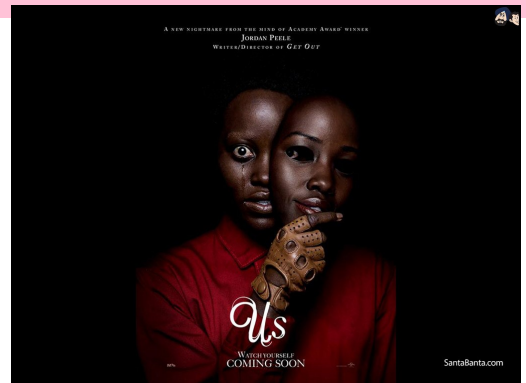 A NEW NIGHTMARE FROM THE MIND OF ACADEMY AWARD WINNER
JORDAN PEELE
WRITER/DIRECTOR OF GET OUT
Us
WATCH YOURSELF
COMING SOON
SantaBanta.com